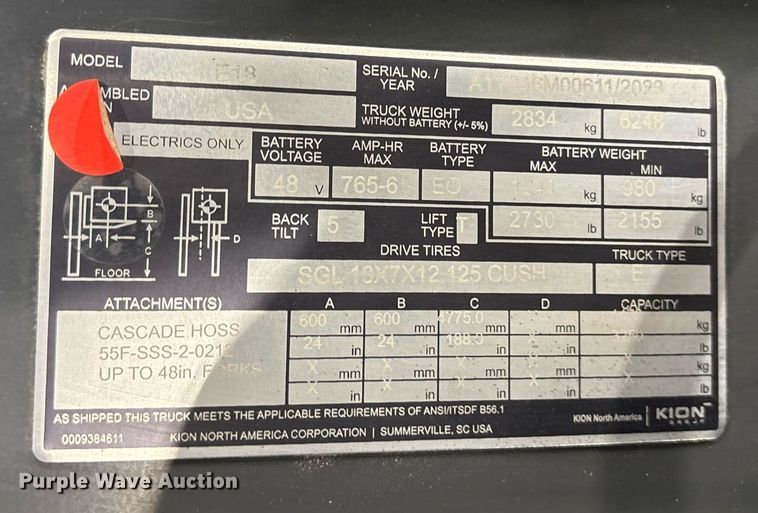 MODEL E18 SERIAL No. / YEAR
ASSEMBLED USA TRUCK WEIGHT WITHOUT BATTERY (+/- 5%) 2834 kg 6248 lb
ELECTRICS ONLY BATTERY VOLTAGE AMP-HR MAX BATTERY TYPE BATTERY WEIGHT
MAX MIN
48 V 765-6 EO kg 980 kg
BACK TILT 5 LIFT TYPE T 2730 lb 2155 lb
DRIVE TIRES TRUCK TYPE
SGL 18X7X12.125 CUSH E
A B C D
FLOOR
ATTACHMENT(S) A B C D CAPACITY
CASCADE HOSS 600 mm 600 mm 4775.0 mm X mm kg
55F-SSS-2-0212 24 in 24 in 188.0 in X in lb
UP TO 48in. FORKS X mm X mm X mm X mm X kg
X in X in X in X in X lb
AS SHIPPED THIS TRUCK MEETS THE APPLICABLE REQUIREMENTS OF ANSI/ITSDF B56.1
0009384611 KION NORTH AMERICA CORPORATION | SUMMERVILLE, SC USA
KION North America | KION GROUP
Purple Wave Auction